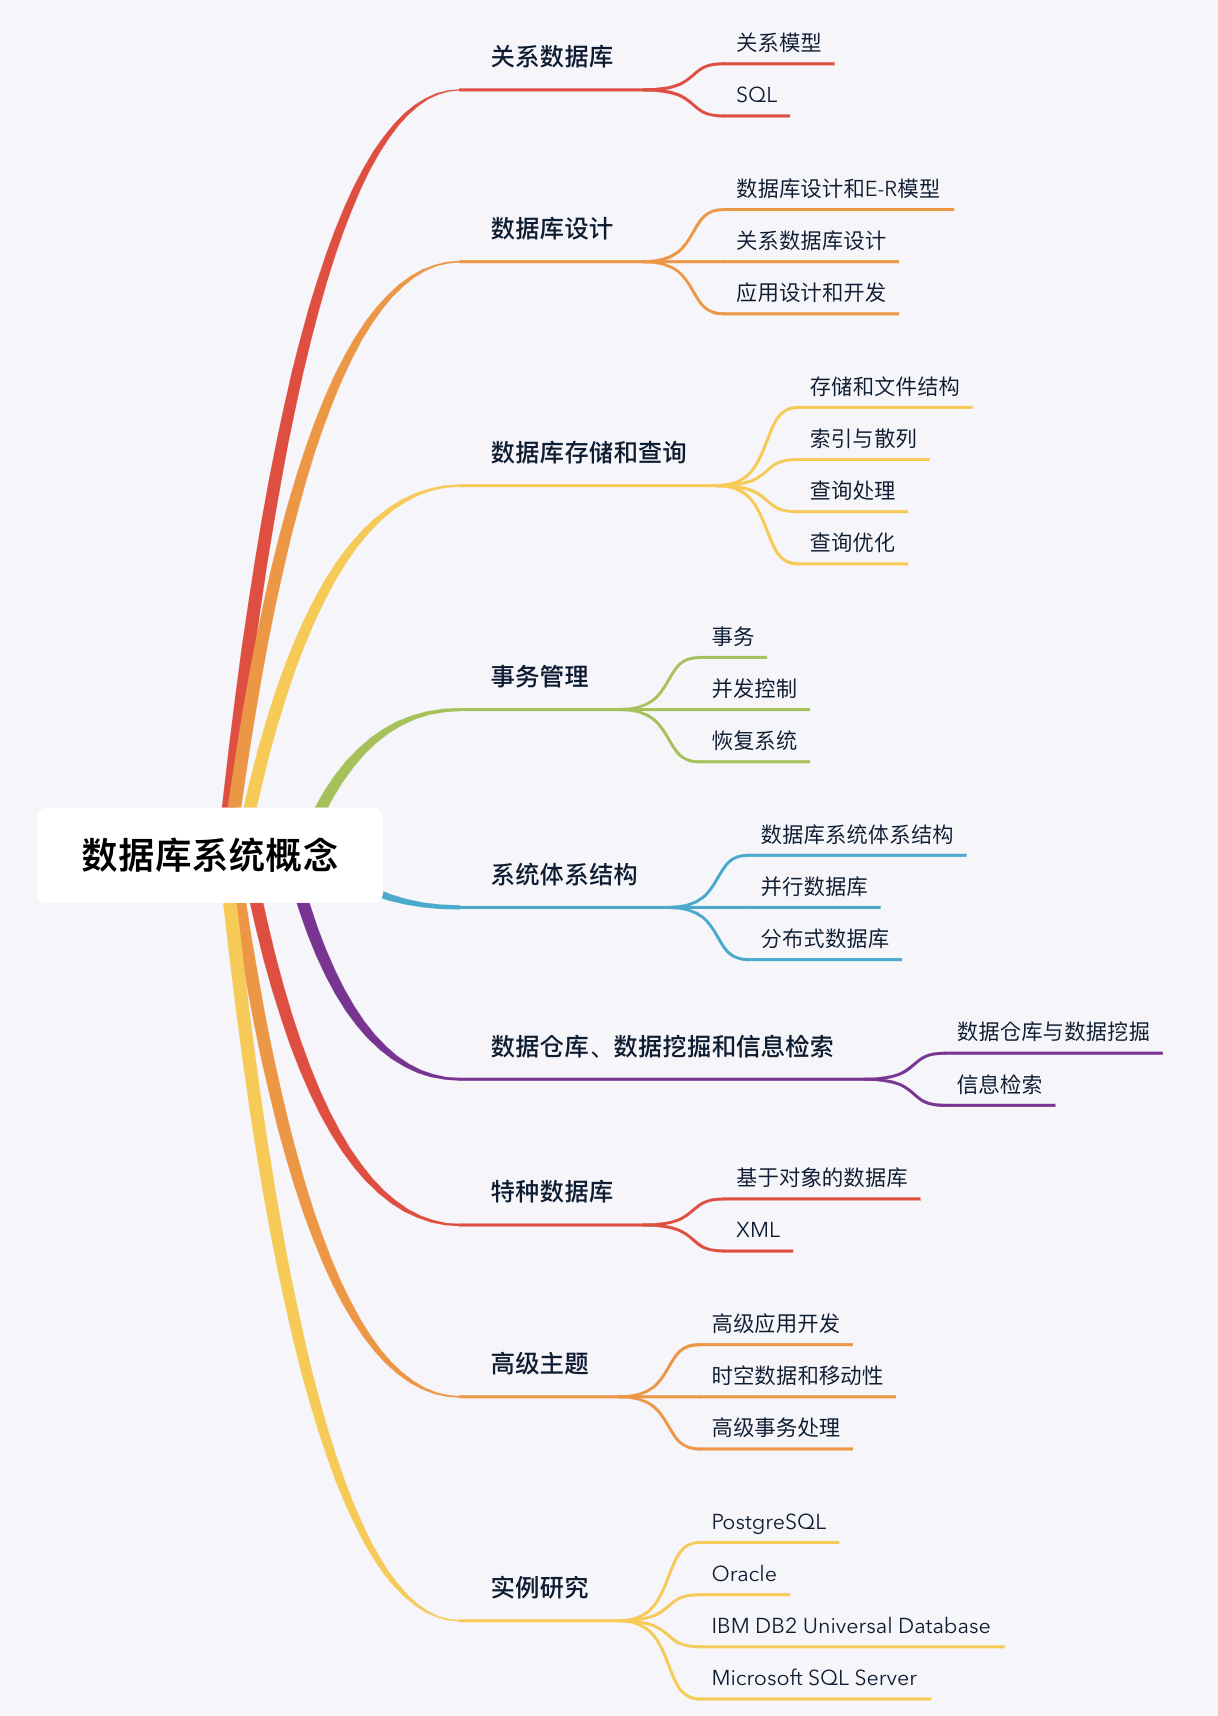 数据库系统概念
关系数据库
关系模型
SQL
数据库设计
数据库设计和E-R模型
关系数据库设计
应用设计和开发
数据库存储和查询
存储和文件结构
索引与散列
查询处理
查询优化
事务管理
事务
并发控制
恢复系统
系统体系结构
数据库系统体系结构
并行数据库
分布式数据库
数据仓库、数据挖掘和信息检索
数据仓库与数据挖掘
信息检索
特种数据库
基于对象的数据库
XML
高级主题
高级应用开发
时空数据和移动性
高级事务处理
实例研究
PostgreSQL
Oracle
IBM DB2 Universal Database
Microsoft SQL Server